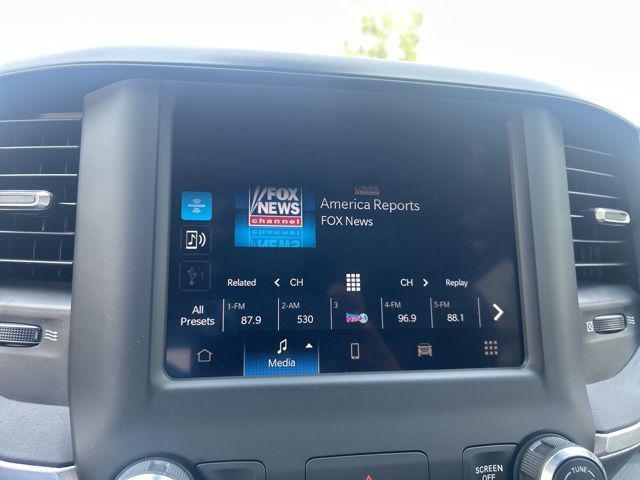 FOX
NEWS
channel
America Reports
FOX News
Related
CH
CH
Replay
All
Presets
1-FM
87.9
2-AM
530
3
4-FM
96.9
5-FM
88.1
Media
SCREEN
OFF
TUNE